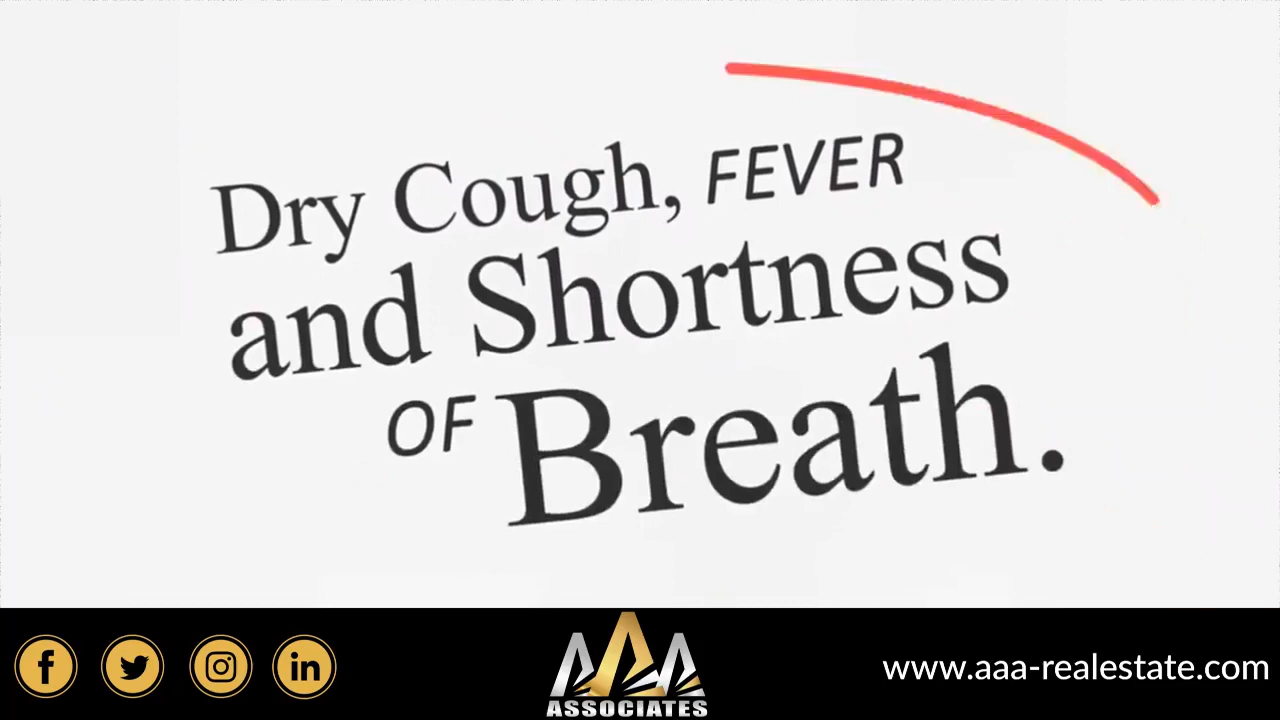 Dry Cough, FEVER
and Shortness
OF Breath.
AAA
ASSOCIATES
www.aaa-realestate.com